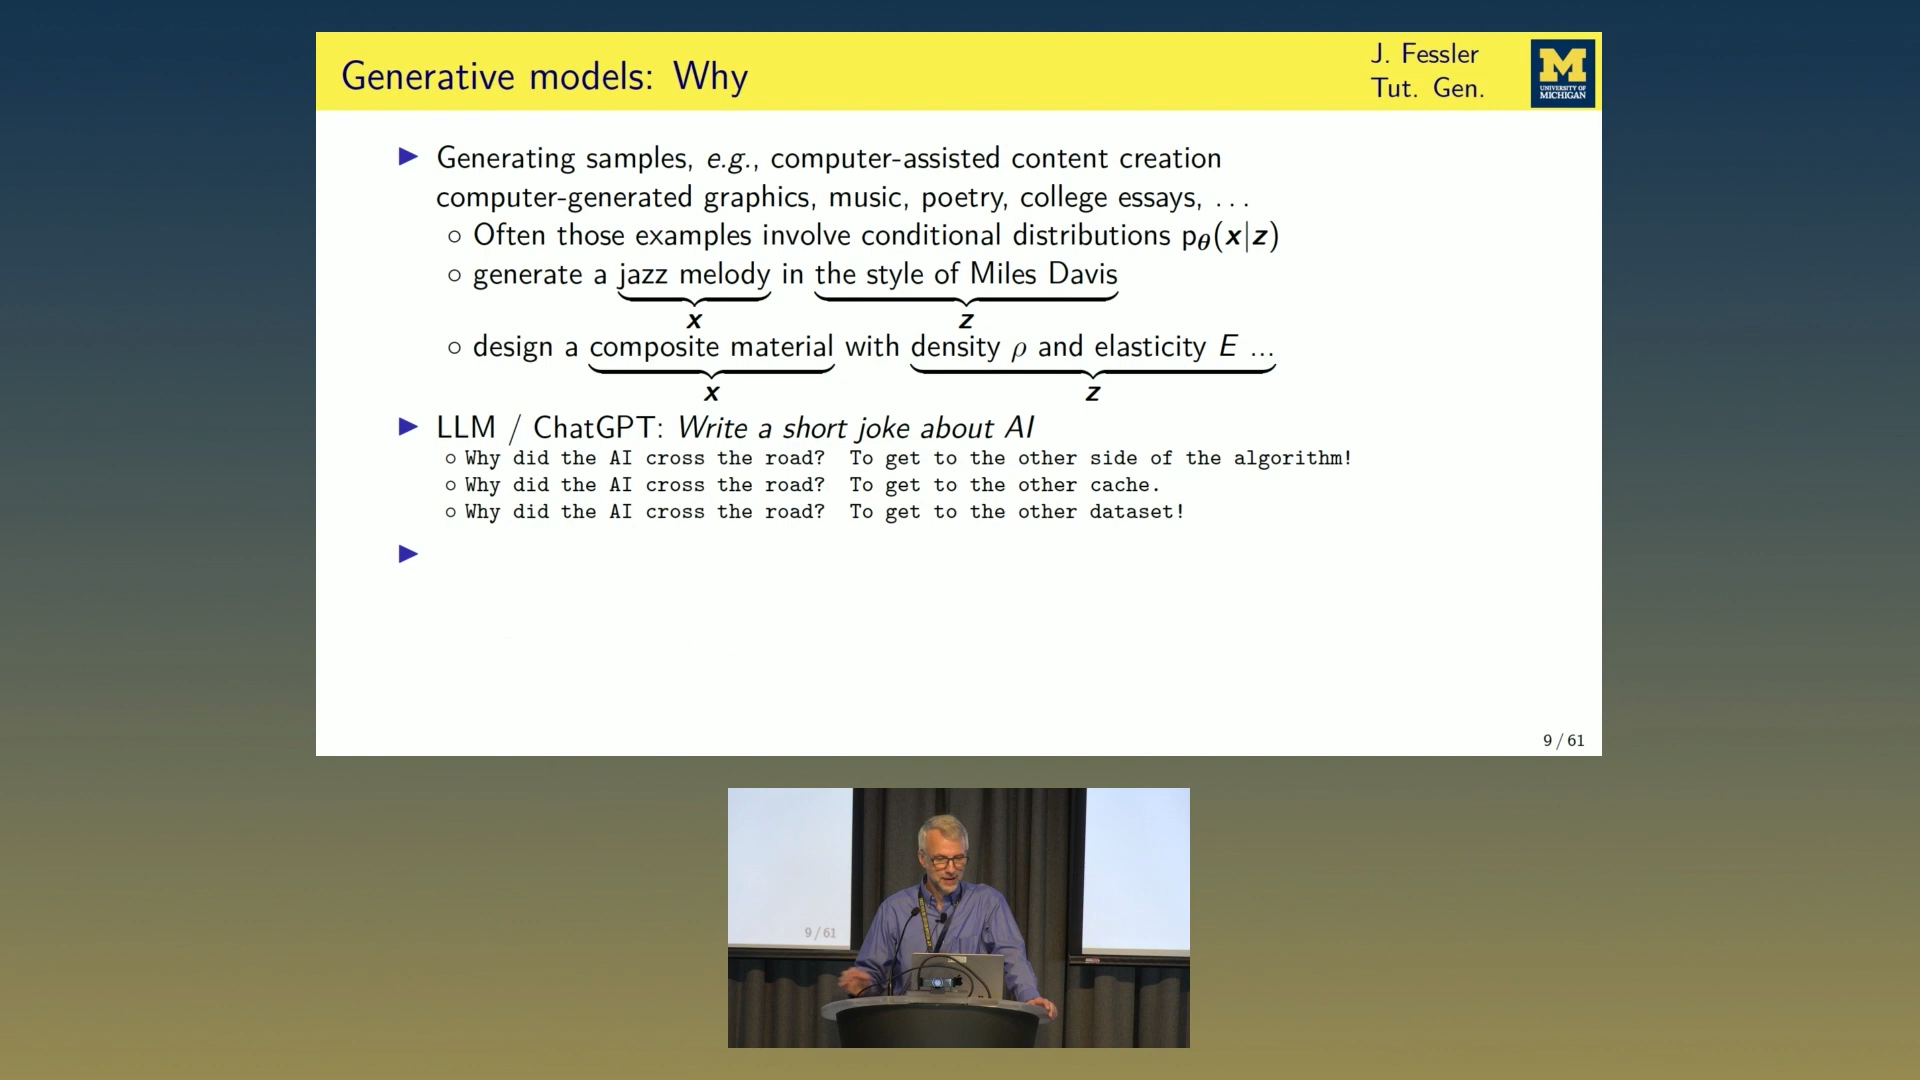 Generative models: Why
J. Fessler
Tut. Gen.
M
UNIVERSITY OF
MICHIGAN
▶ Generating samples, e.g., computer-assisted content creation
computer-generated graphics, music, poetry, college essays, ...
○ Often those examples involve conditional distributions pθ(x|z)
○ generate a jazz melody in the style of Miles Davis
x z
○ design a composite material with density ρ and elasticity E ...
x z
▶ LLM / ChatGPT: Write a short joke about AI
○ Why did the AI cross the road? To get to the other side of the algorithm!
○ Why did the AI cross the road? To get to the other cache.
○ Why did the AI cross the road? To get to the other dataset!
▶
9 / 61
9 / 61